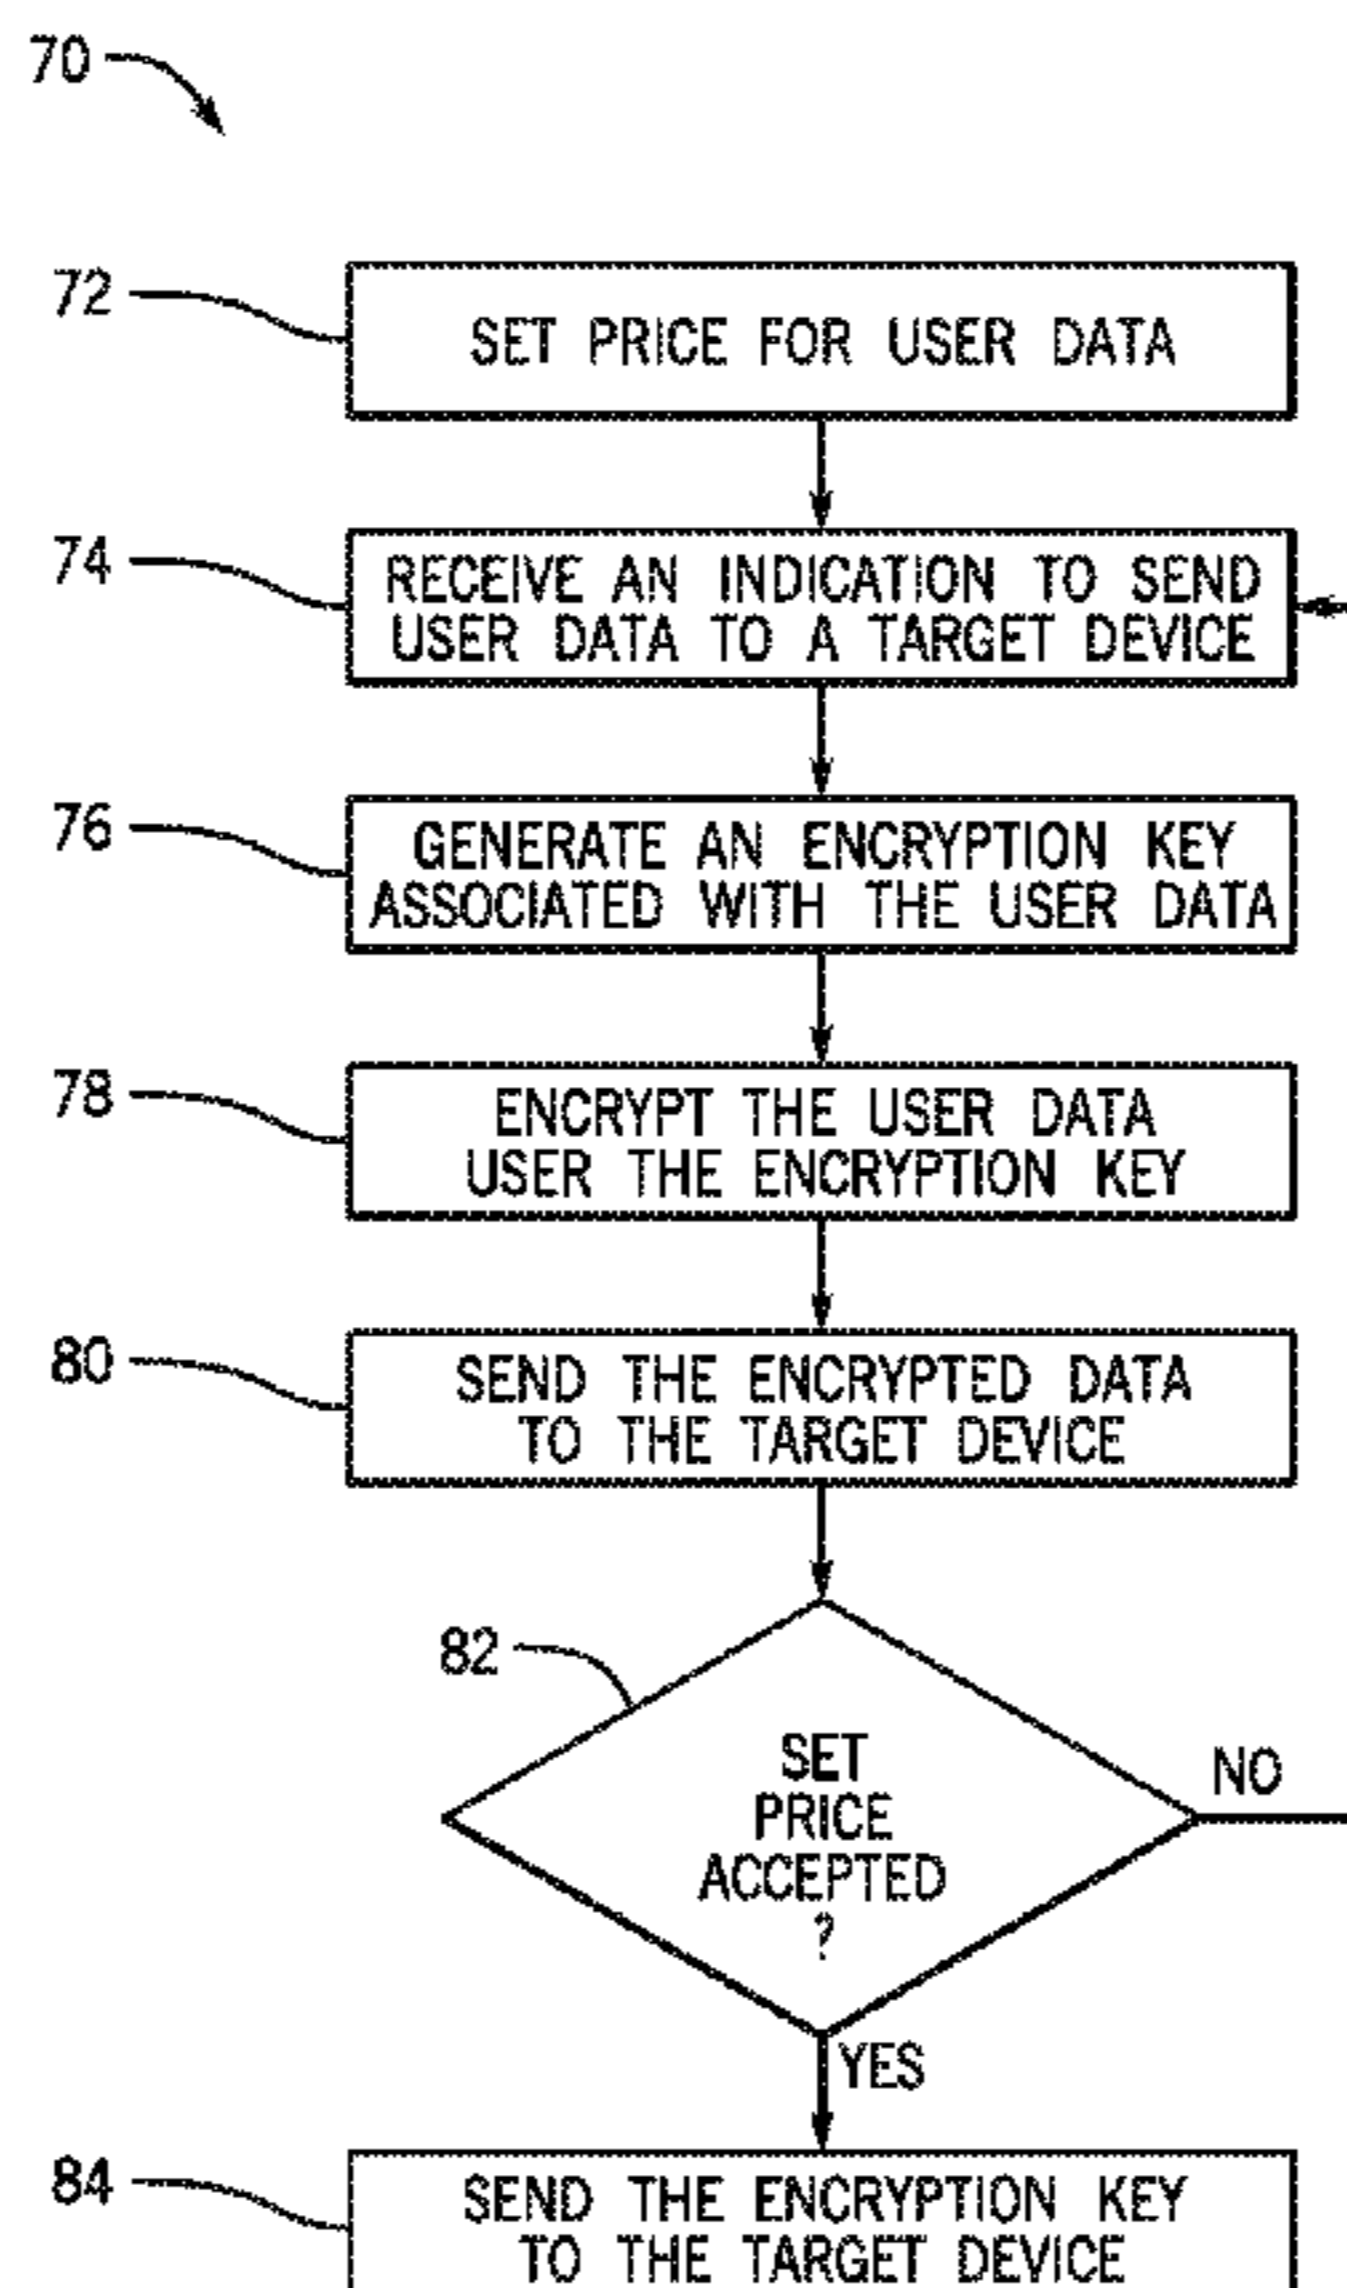 70
72
SET PRICE FOR USER DATA
74
RECEIVE AN INDICATION TO SEND
USER DATA TO A TARGET DEVICE
76
GENERATE AN ENCRYPTION KEY
ASSOCIATED WITH THE USER DATA
78
ENCRYPT THE USER DATA
USER THE ENCRYPTION KEY
80
SEND THE ENCRYPTED DATA
TO THE TARGET DEVICE
82
SET
PRICE
ACCEPTED
?
NO
YES
84
SEND THE ENCRYPTION KEY
TO THE TARGET DEVICE